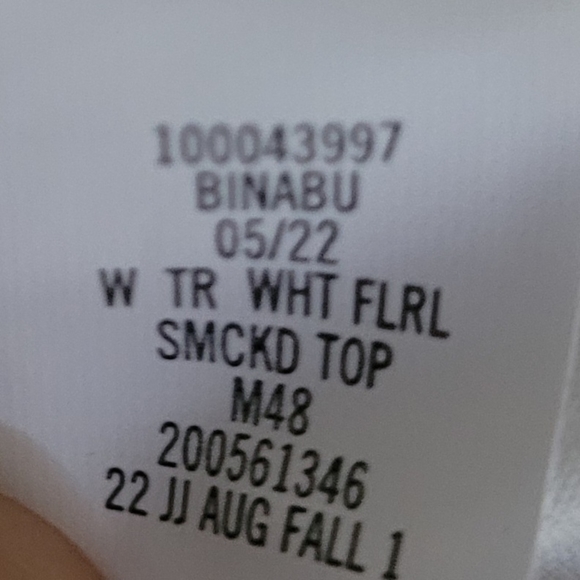 100043997
BINABU
05/22
W TR WHT FLRL
SMCKD TOP
M48
200561346
22 JJ AUG FALL 1